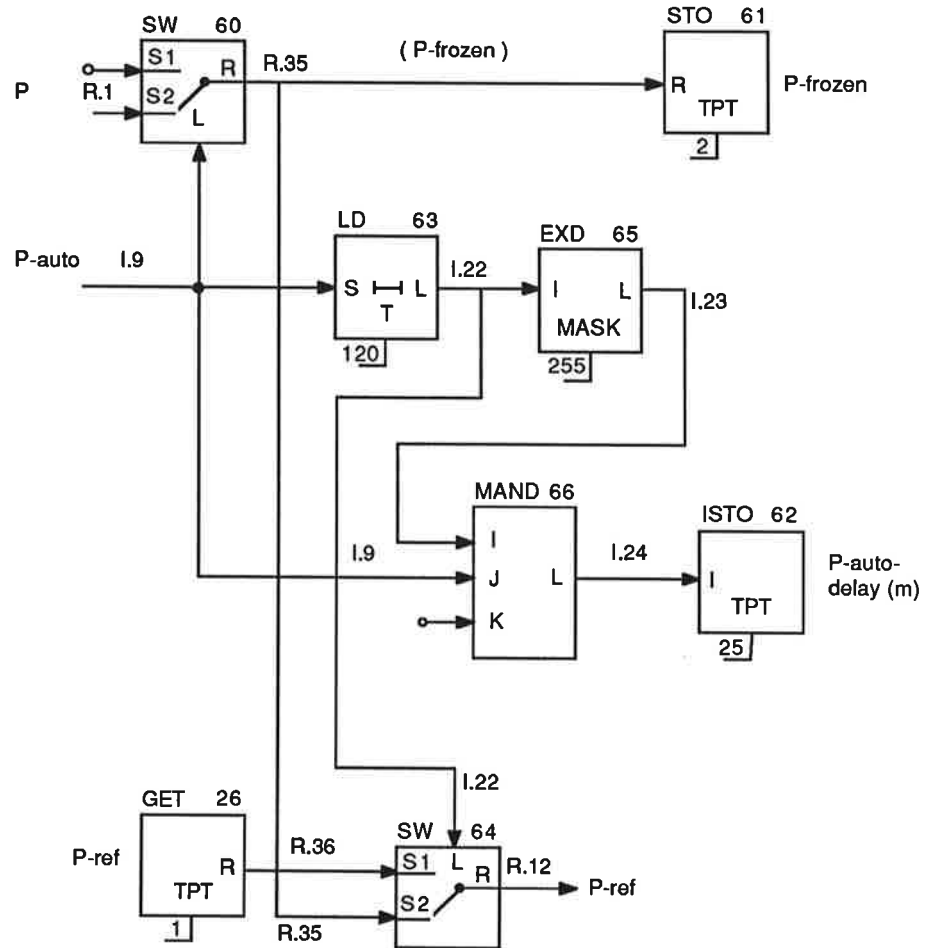 SW 60
S1
R
S2
L
P
R.1
R.35
( P-frozen )
STO 61
R
TPT
2
P-frozen
P-auto
I.9
LD 63
S L
T
120
I.22
EXD 65
I L
MASK
255
I.23
MAND 66
I
J L
K
I.9
I.24
ISTO 62
I
TPT
25
P-auto-
delay (m)
I.22
GET 26
R
TPT
1
P-ref
R.36
R.35
SW 64
S1 L
R
S2
R.12
P-ref